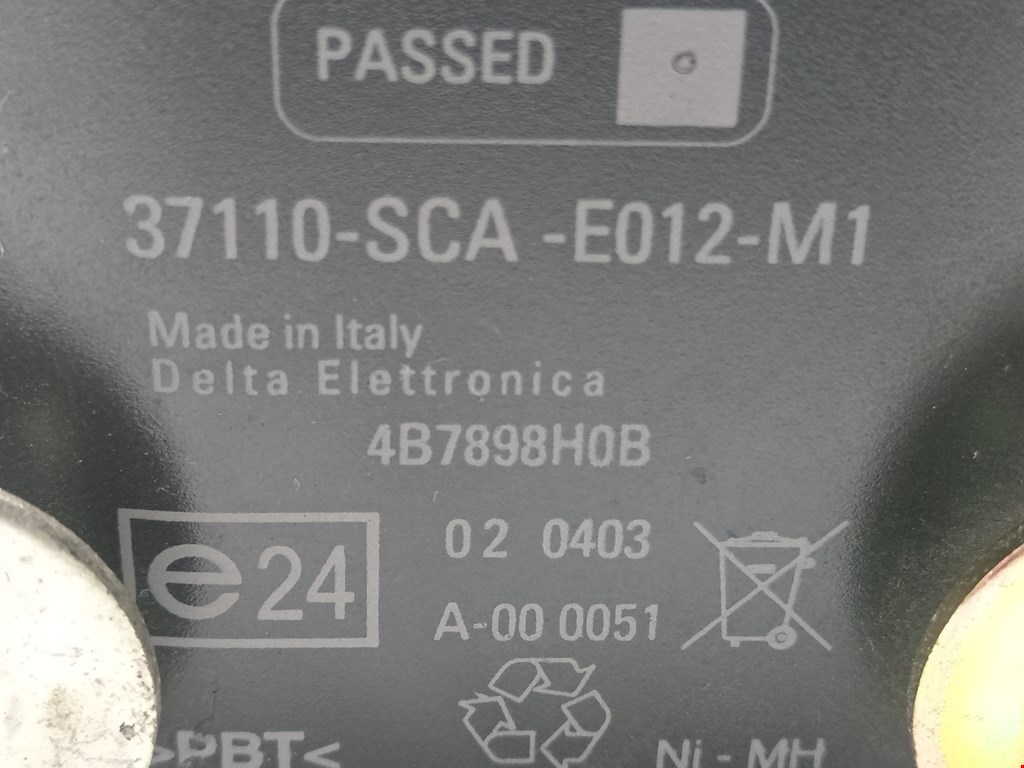 PASSED
37110-SCA -E012-M1
Made in Italy
Delta Elettronica
4B7898H0B
e24
02 0403
A-00 0051
>PBT<
Ni - MH